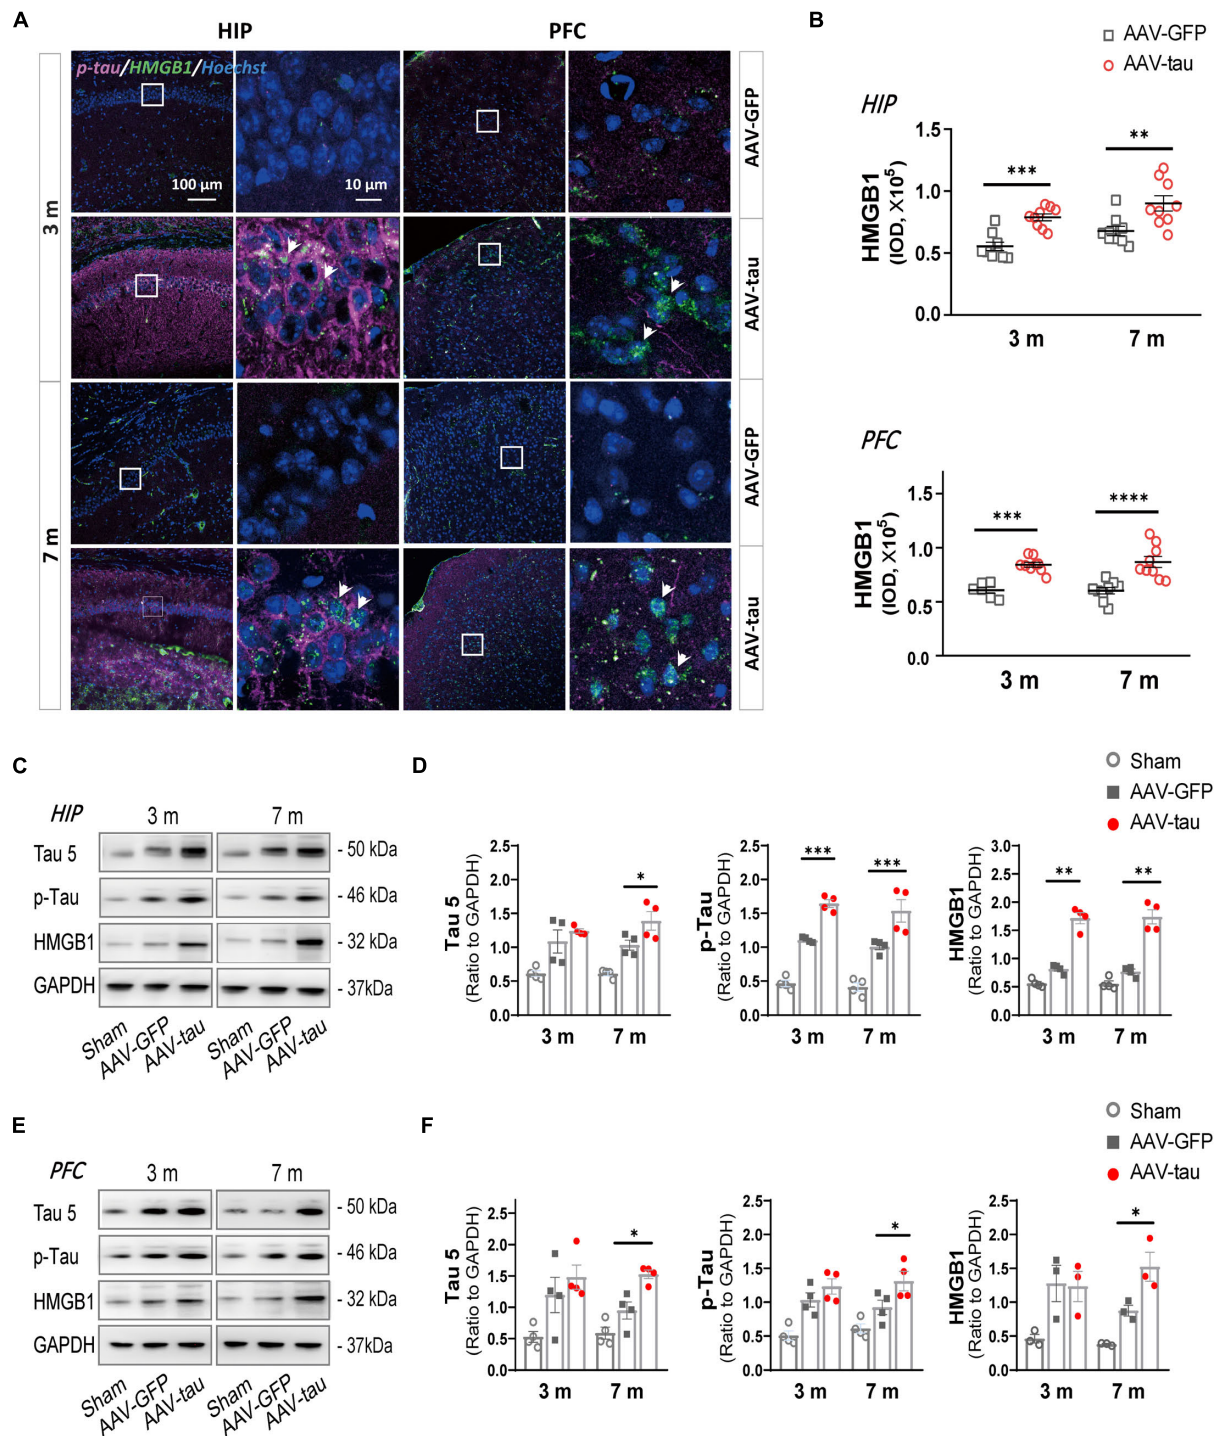 A
HIP
PFC
p-tau/HMGB1/Hoechst
100 µm
10 µm
3 m
7 m
AAV-GFP
AAV-tau
AAV-GFP
AAV-tau
B
AAV-GFP
AAV-tau
HIP
HMGB1
(IOD, X10⁵)
1.5
1.0
0.5
0.0
***
**
3 m
7 m
PFC
HMGB1
(IOD, X10⁵)
1.5
1.0
0.5
0.0
***
****
3 m
7 m
C
HIP
3 m
7 m
Tau 5
- 50 kDa
p-Tau
- 46 kDa
HMGB1
- 32 kDa
GAPDH
- 37kDa
Sham
AAV-GFP
AAV-tau
Sham
AAV-GFP
AAV-tau
D
Sham
AAV-GFP
AAV-tau
Tau 5
(Ratio to GAPDH)
2.5
2.0
1.5
1.0
0.5
0.0
*
3 m
7 m
p-Tau
(Ratio to GAPDH)
2.5
2.0
1.5
1.0
0.5
0.0
***
***
3 m
7 m
HMGB1
(Ratio to GAPDH)
3.0
2.5
2.0
1.5
3.0
0.5
0.0
**
**
3 m
7 m
E
PFC
3 m
7 m
Tau 5
- 50 kDa
p-Tau
- 46 kDa
HMGB1
- 32 kDa
GAPDH
- 37kDa
Sham
AAV-GFP
AAV-tau
Sham
AAV-GFP
AAV-tau
F
Sham
AAV-GFP
AAV-tau
Tau 5
(Ratio to GAPDH)
2.5
2.0
1.5
1.0
0.5
0.0
*
3 m
7 m
p-Tau
(Ratio to GAPDH)
2.5
2.0
1.5
1.0
0.5
0.0
*
3 m
7 m
HMGB1
(Ratio to GAPDH)
2.5
2.0
1.5
1.0
0.5
0.0
*
3 m
7 m